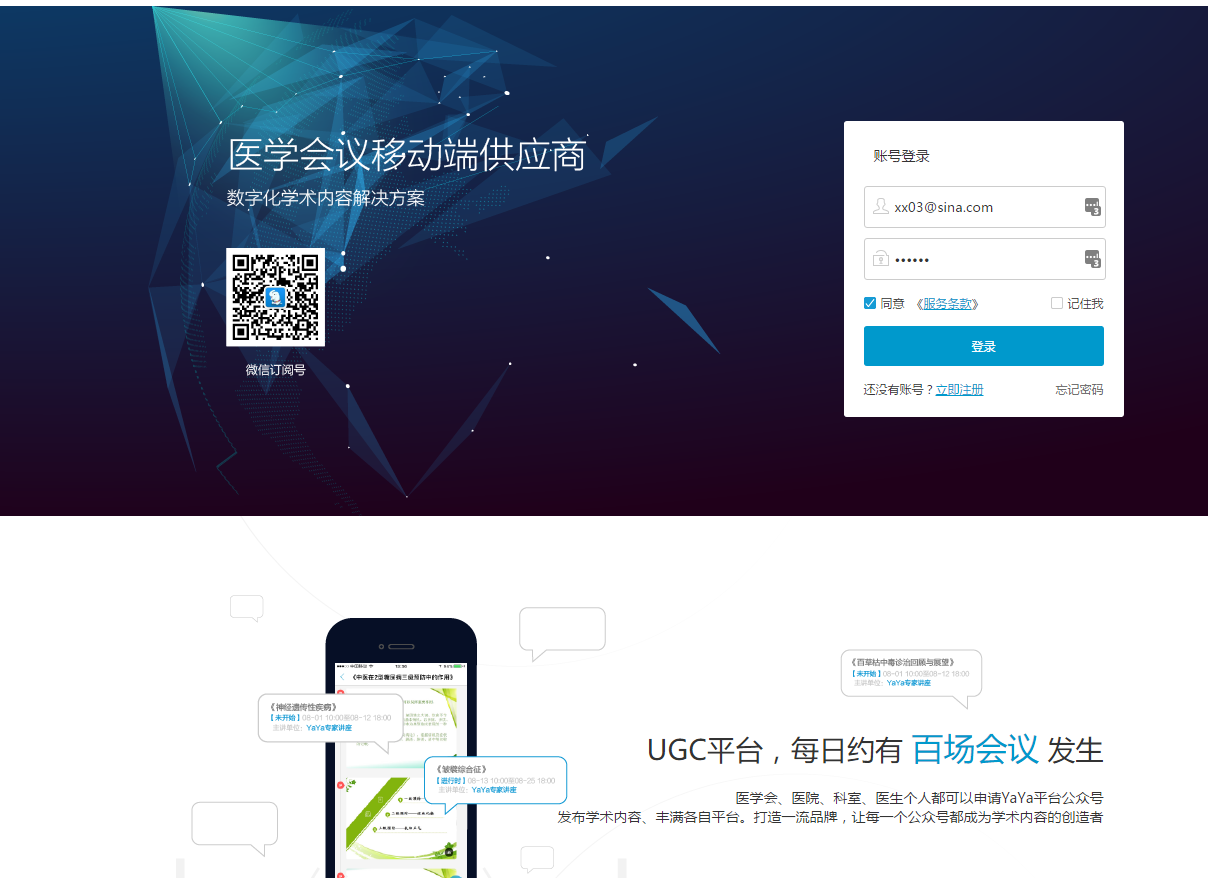 医学会议移动端供应商
数字化学术内容解决方案
微信订阅号
账号登录
xx03@sina.com
••••••
同意 《服务条款》
记住我
登录
还没有账号？立即注册
忘记密码
中国移动
《中医在2型糖尿病三级预防中的作用》
《神经遗传性疾病》
【未开始】08-01 10:00至08-12 18:00
主讲单位：YaYa专家讲座
《皱裂综合征》
【进行时】08-13 10:00至08-25 18:00
主讲单位：YaYa专家讲座
《百草枯中毒诊治回顾与展望》
【未开始】08-01 10:00至08-12 18:00
主讲单位：YaYa专家讲座
UGC平台，每日约有 百场会议 发生
医学会、医院、科室、医生个人都可以申请YaYa平台公众号
发布学术内容、丰满各自平台。打造一流品牌，让每一个公众号都成为学术内容的创造者